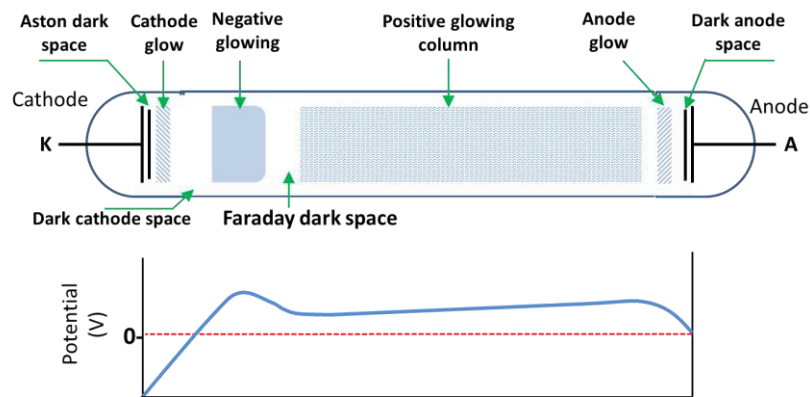 Aston dark
space
Cathode
glow
Negative
glowing
Positive glowing
column
Anode
glow
Dark anode
space
Cathode
Anode
K
A
Dark cathode space
Faraday dark space
Potential
(V)
0